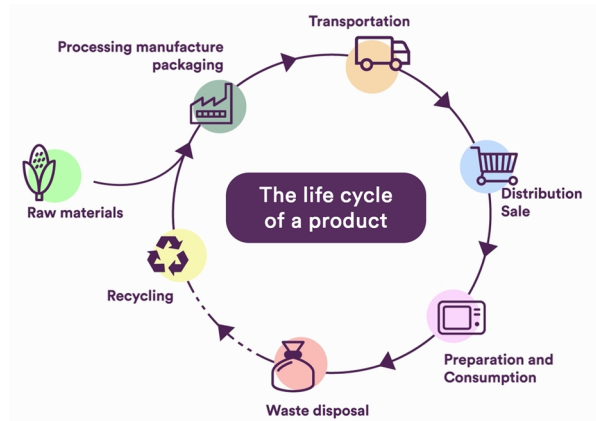 Transportation
Processing manufacture
packaging
The life cycle
of a product
Raw materials
Distribution
Sale
Recycling
Preparation and
Consumption
Waste disposal